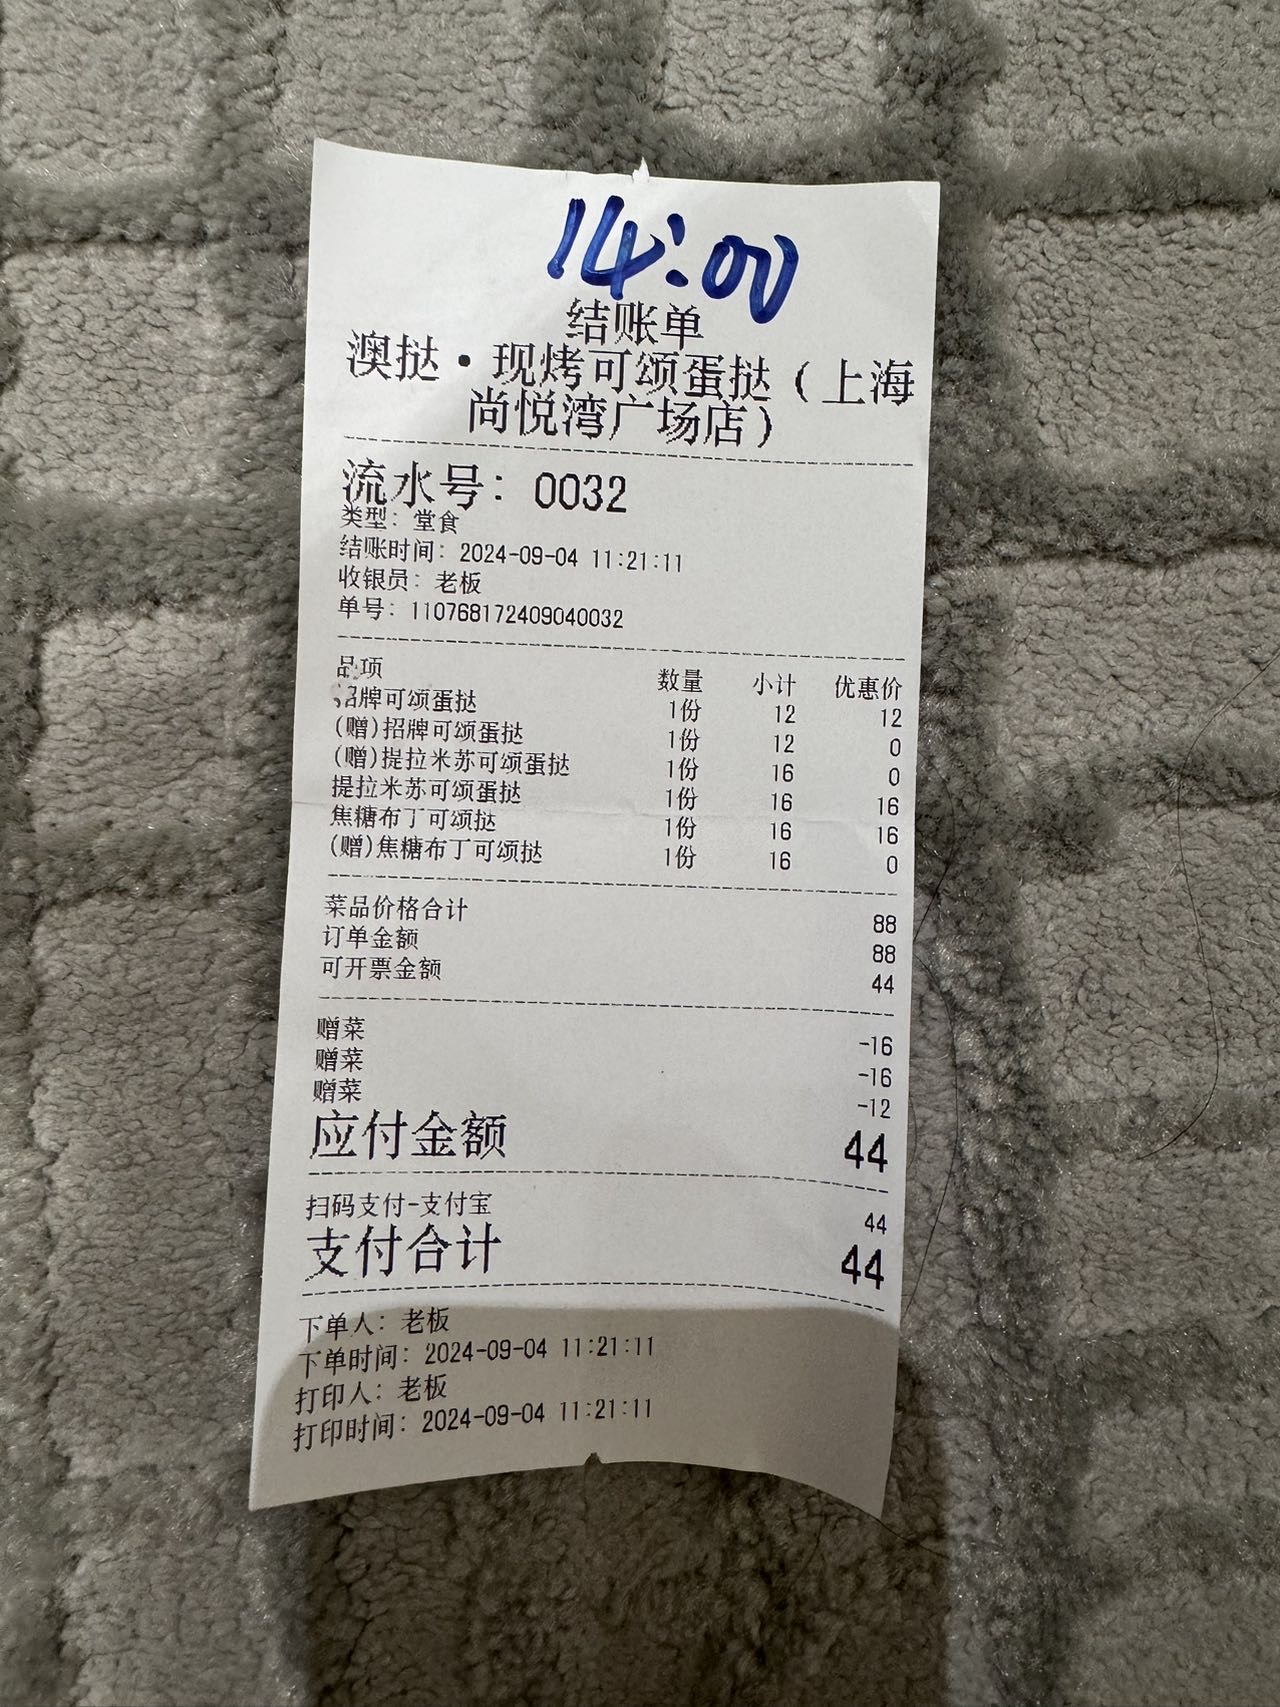 14:00
结账单
澳挞·现烤可颂蛋挞(上海
尚悦湾广场店)
流水号: 0032
类型: 堂食
结账时间: 2024-09-04 11:21:11
收银员: 老板
单号: 110768172409040032
品项 数量 小计 优惠价
招牌可颂蛋挞 1份 12 12
(赠)招牌可颂蛋挞 1份 12 0
(赠)提拉米苏可颂蛋挞 1份 16 0
提拉米苏可颂蛋挞 1份 16 16
焦糖布丁可颂挞 1份 16 16
(赠)焦糖布丁可颂挞 1份 16 0
菜品价格合计 88
订单金额 88
可开票金额 44
赠菜 -16
赠菜 -16
赠菜 -12
应付金额 44
扫码支付-支付宝 44
支付合计 44
下单人: 老板
下单时间: 2024-09-04 11:21:11
打印人: 老板
打印时间: 2024-09-04 11:21:11